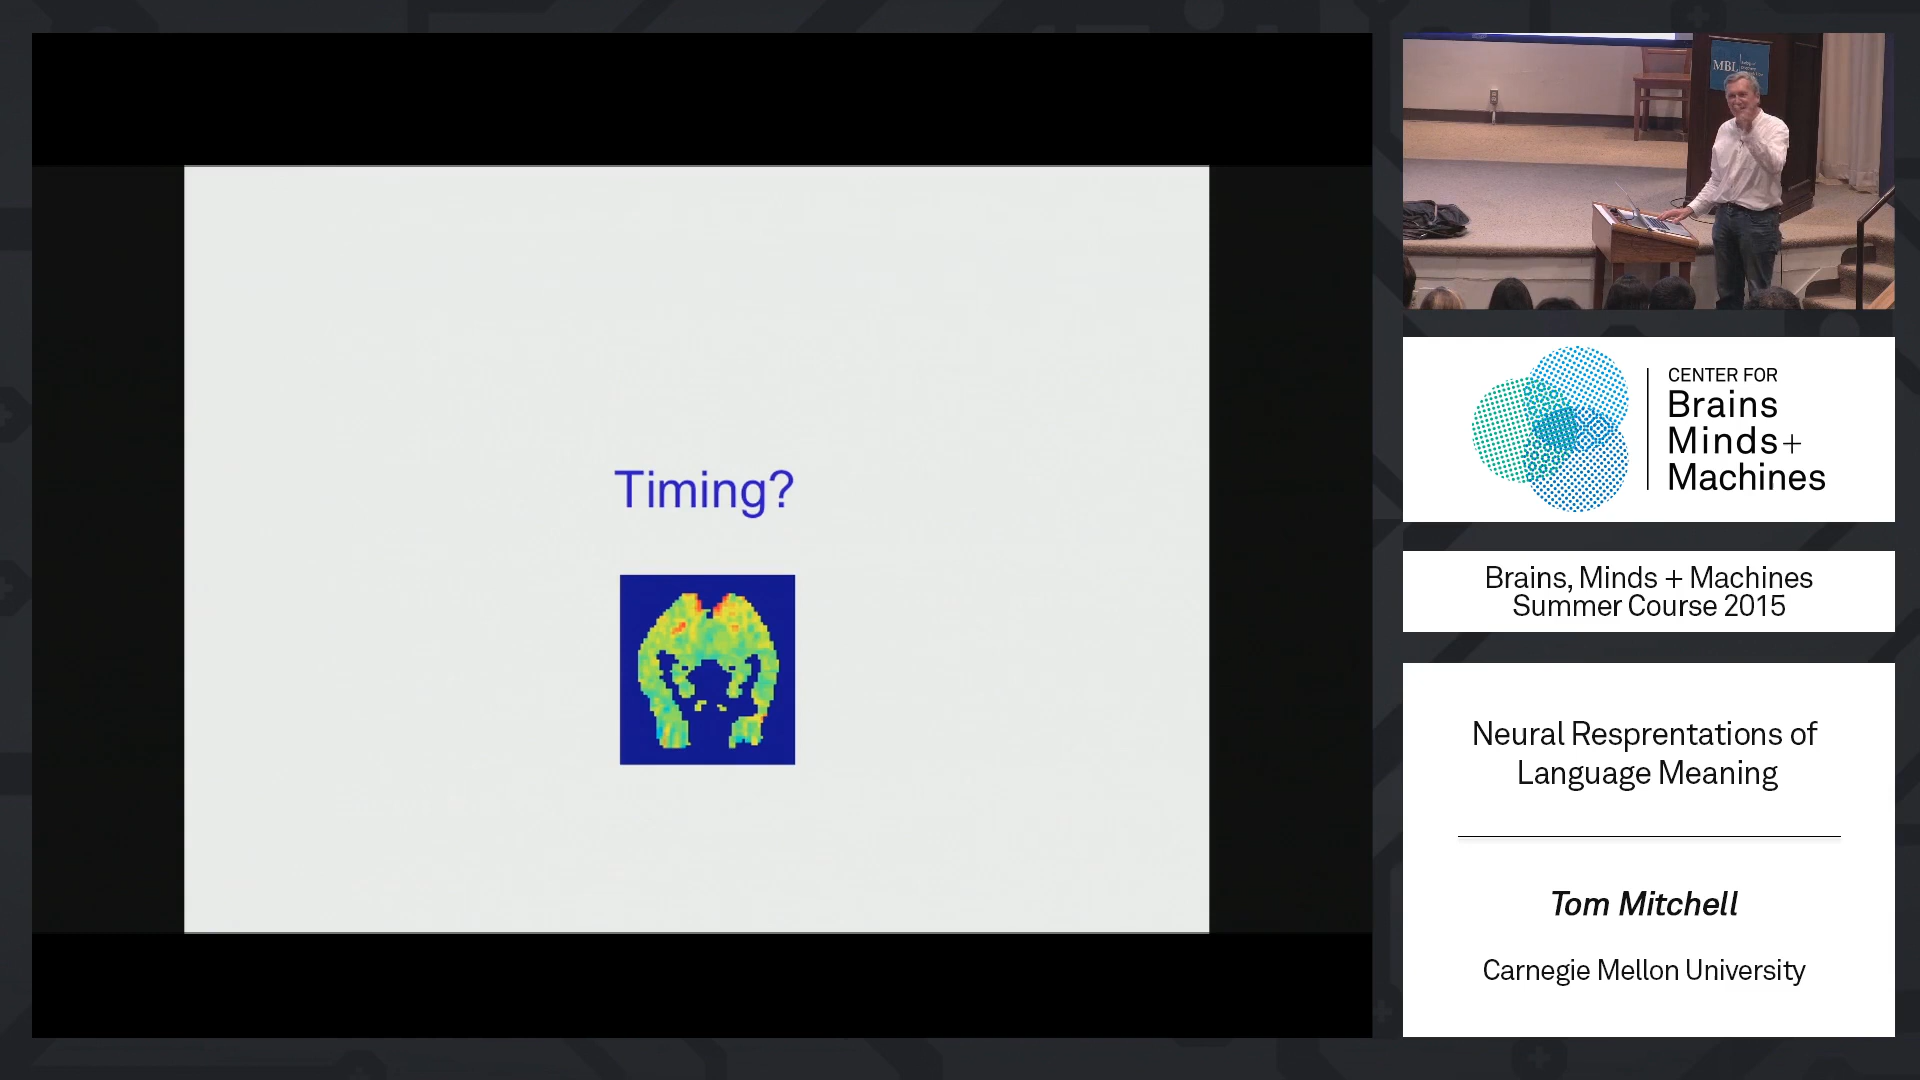 Timing?
MBL
CENTER FOR
Brains
Minds+
Machines
Brains, Minds + Machines
Summer Course 2015
Neural Resprentations of
Language Meaning
Tom Mitchell
Carnegie Mellon University